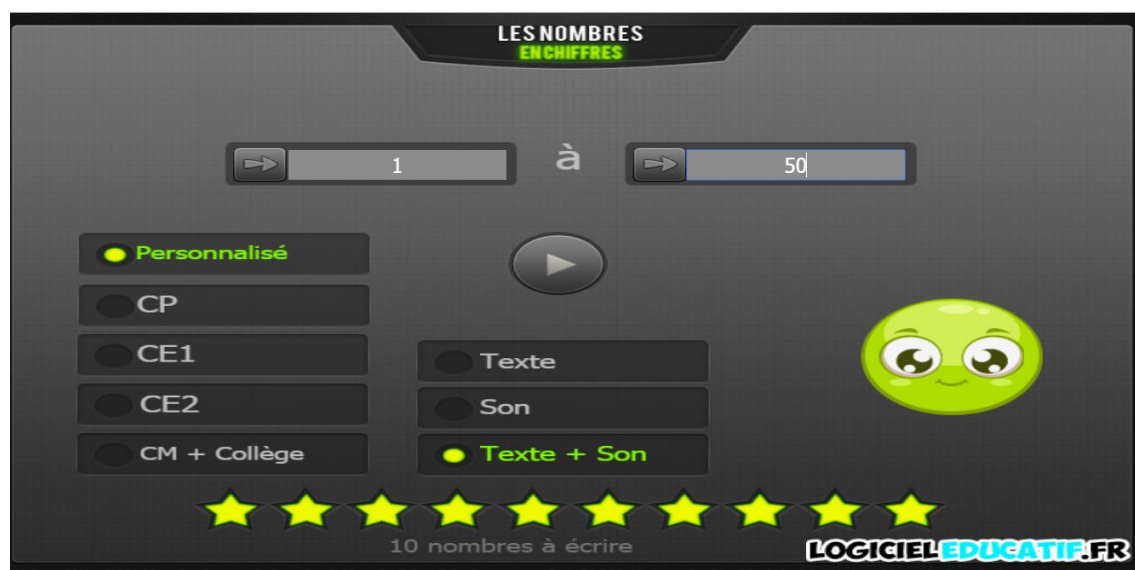 LES NOMBRES
EN CHIFFRES
1 à 50
Personnalisé
CP
CE1
CE2
CM + Collège
Texte
Son
Texte + Son
10 nombres à écrire
LOGICIELEDUCATIF.FR